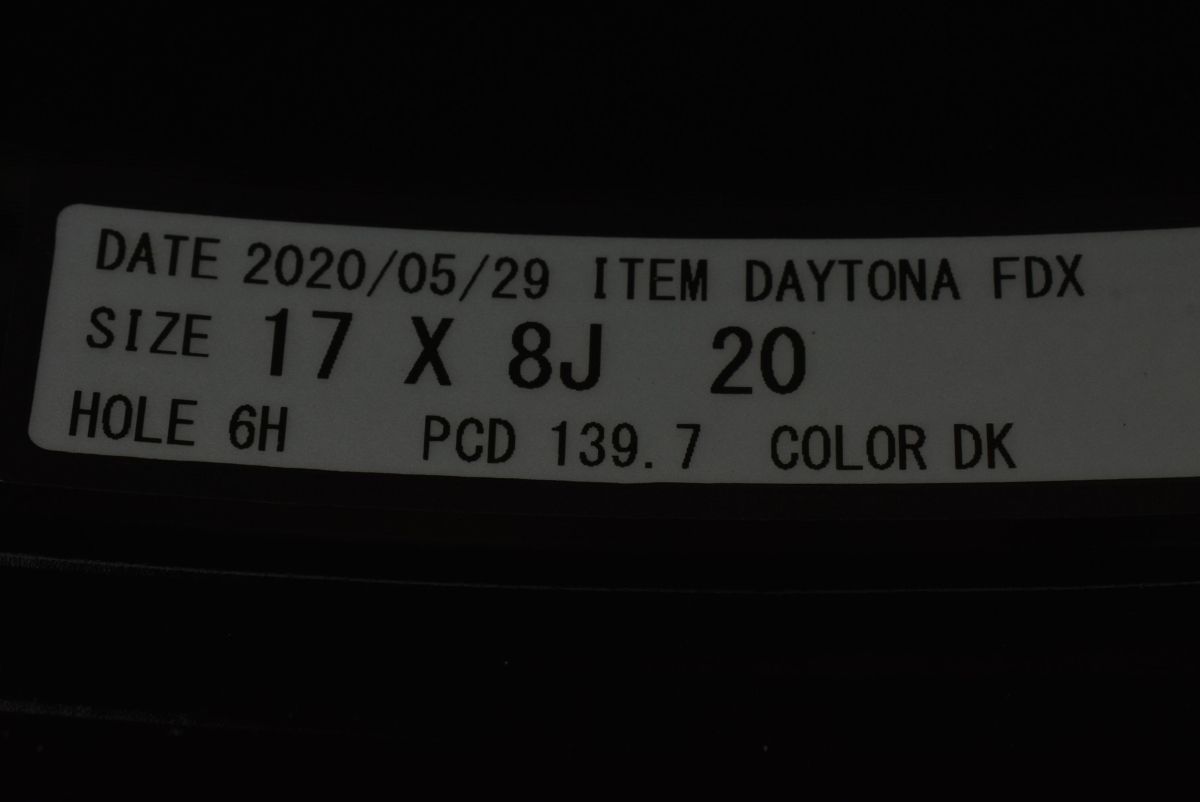 DATE 2020/05/29 ITEM DAYTONA FDX
SIZE 17 X 8J 20
HOLE 6H PCD 139.7 COLOR DK